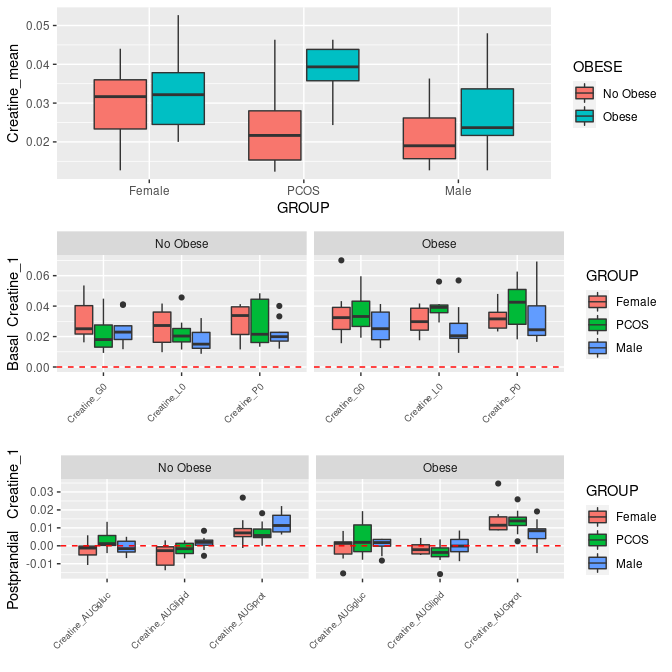 Creatine_mean
0.05
0.04
0.03
0.02
Female
PCOS
Male
GROUP
OBESE
No Obese
Obese
Basal Creatine_1
No Obese
Obese
0.06
0.04
0.02
0.00
Creatine_G0
Creatine_L0
Creatine_P0
Creatine_G0
Creatine_L0
Creatine_P0
GROUP
Female
PCOS
Male
Postprandial Creatine_1
No Obese
Obese
0.03
0.02
0.01
0.00
-0.01
Creatine_AUGgluc
Creatine_AUGlipid
Creatine_AUGprot
Creatine_AUGgluc
Creatine_AUGlipid
Creatine_AUGprot
GROUP
Female
PCOS
Male